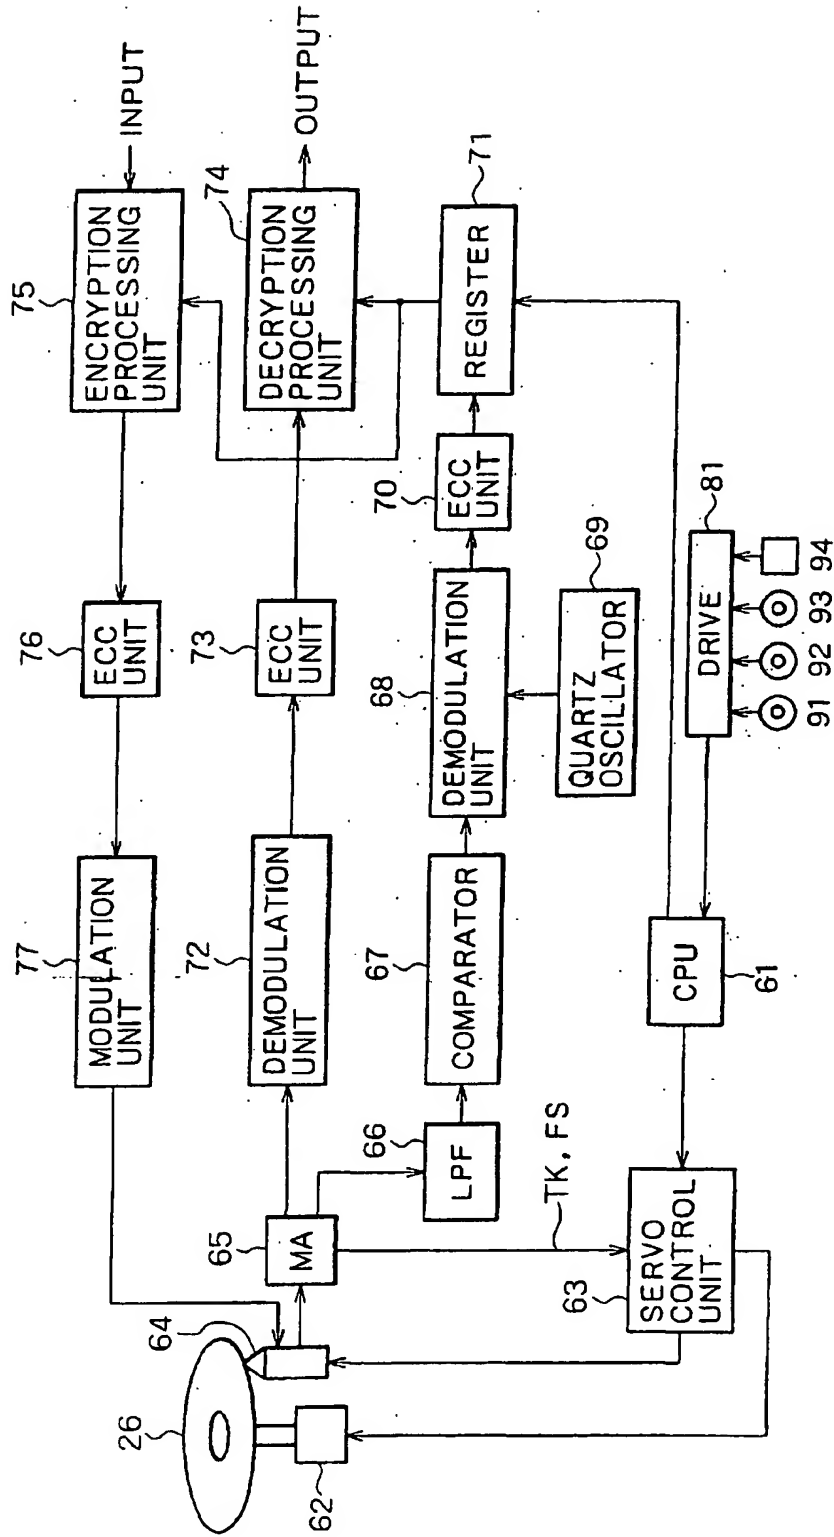 75
ENCRYPTION
PROCESSING
UNIT
INPUT
76
ECC
UNIT
77
MODULATION
UNIT
74
DECRYPTION
PROCESSING
UNIT
OUTPUT
73
ECC
UNIT
72
DEMODULATION
UNIT
71
REGISTER
70
ECC
UNIT
68
DEMODULATION
UNIT
69
QUARTZ
OSCILLATOR
67
COMPARATOR
66
LPF
65
MA
64
26
62
TK, FS
63
SERVO
CONTROL
UNIT
CPU
61
81
DRIVE
91
92
93
94